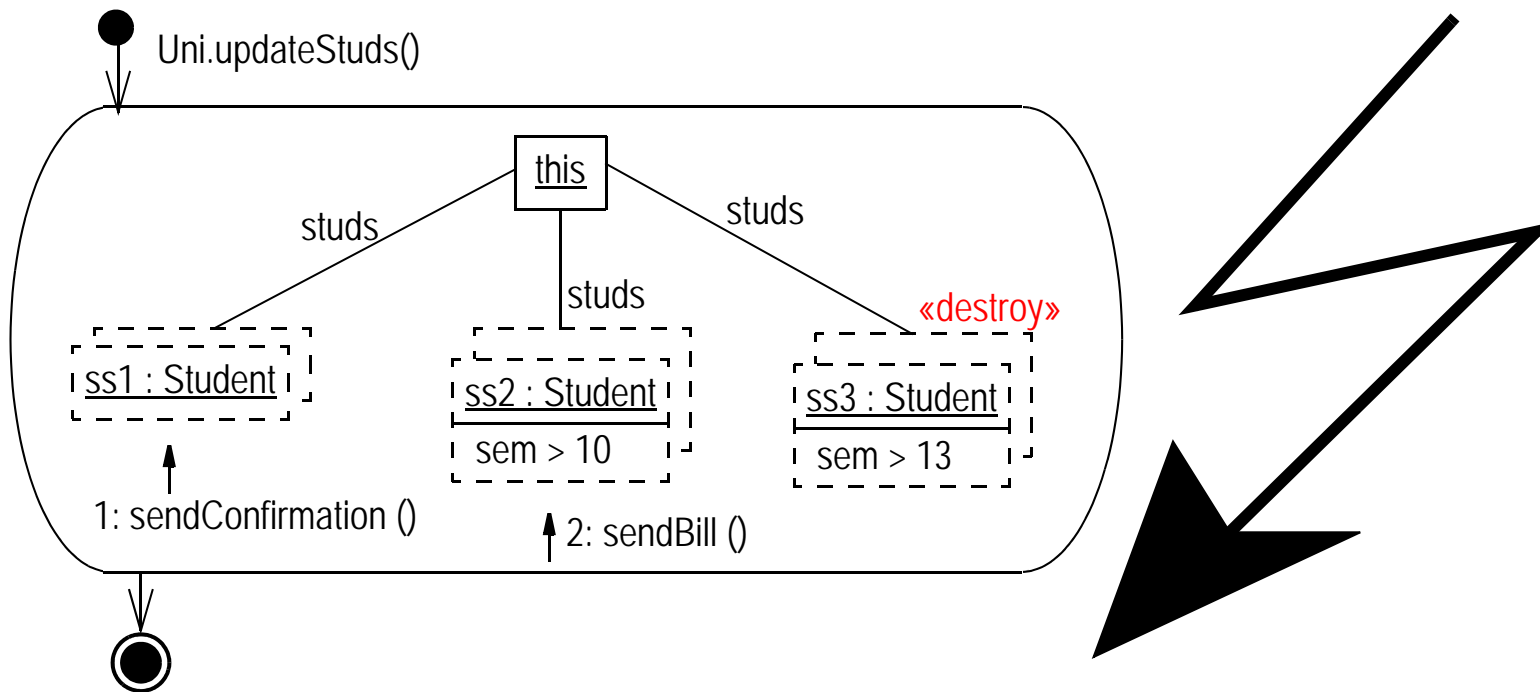 Uni.updateStuds()
this
studs
studs
studs
«destroy»
ss1 : Student
ss2 : Student
sem > 10
ss3 : Student
sem > 13
1: sendConfirmation ()
2: sendBill ()